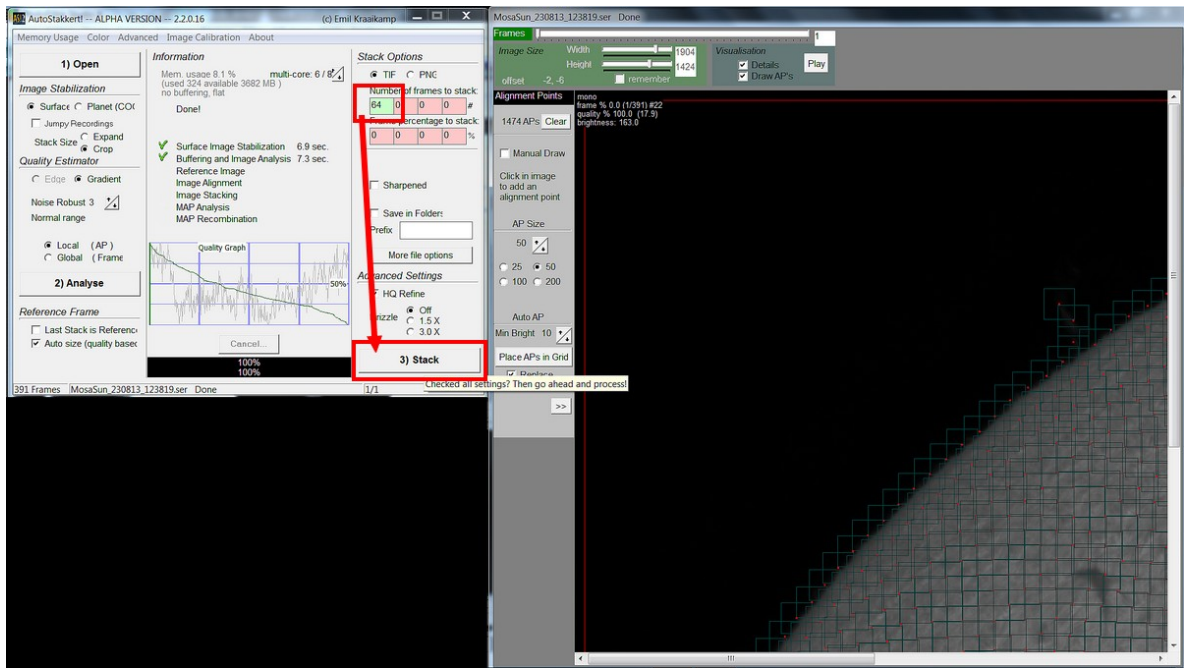 AutoStakkert! -- ALPHA VERSION -- 2.2.0.16 (c) Emil Kraaikamp
Memory Usage Color Advanced Image Calibration About
1) Open
Image Stabilization
Surface Planet (COG
Jumpy Recordings
Stack Size Expand
Crop
Quality Estimator
Edge Gradient
Noise Robust 3
Normal range
Local (AP)
Global (Frame
2) Analyse
Reference Frame
Last Stack is Reference
Auto size (quality based
Information
Mem. usage 8.1 % multi-core: 6 / 8
(used 324 available 3682 MB )
no buffering, flat
Done!
Surface Image Stabilization 6.9 sec.
Buffering and Image Analysis 7.3 sec.
Reference Image
Image Alignment
Image Stacking
MAP Analysis
MAP Recombination
Quality Graph
50%
Cancel...
100%
100%
Stack Options
TIF PNG
Number of frames to stack:
64 0 0 0 #
Frame percentage to stack:
0 0 0 0 %
Sharpened
Save in Folders
Prefix
More file options
Advanced Settings
HQ Refine
Drizzle Off
1.5 X
3.0 X
3) Stack
Checked all settings? Then go ahead and process!
391 Frames MosaSun_230813_123819.ser Done 1/1
MosaSun_230813_123819.ser Done
Frames 1
Image Size Width 1904
Height 1424
offset -2, -6 remember
Visualisation
Details
Draw AP's
Play
Alignment Points
1474 APs Clear
Manual Draw
Click in image
to add an
alignment point
AP Size
50
25 50
100 200
Auto AP
Min Bright 10
Place APs in Grid
Replace
>>
mono
frame % 0.0 (1/391) #22
quality % 100.0 (17.9)
brightness: 163.0